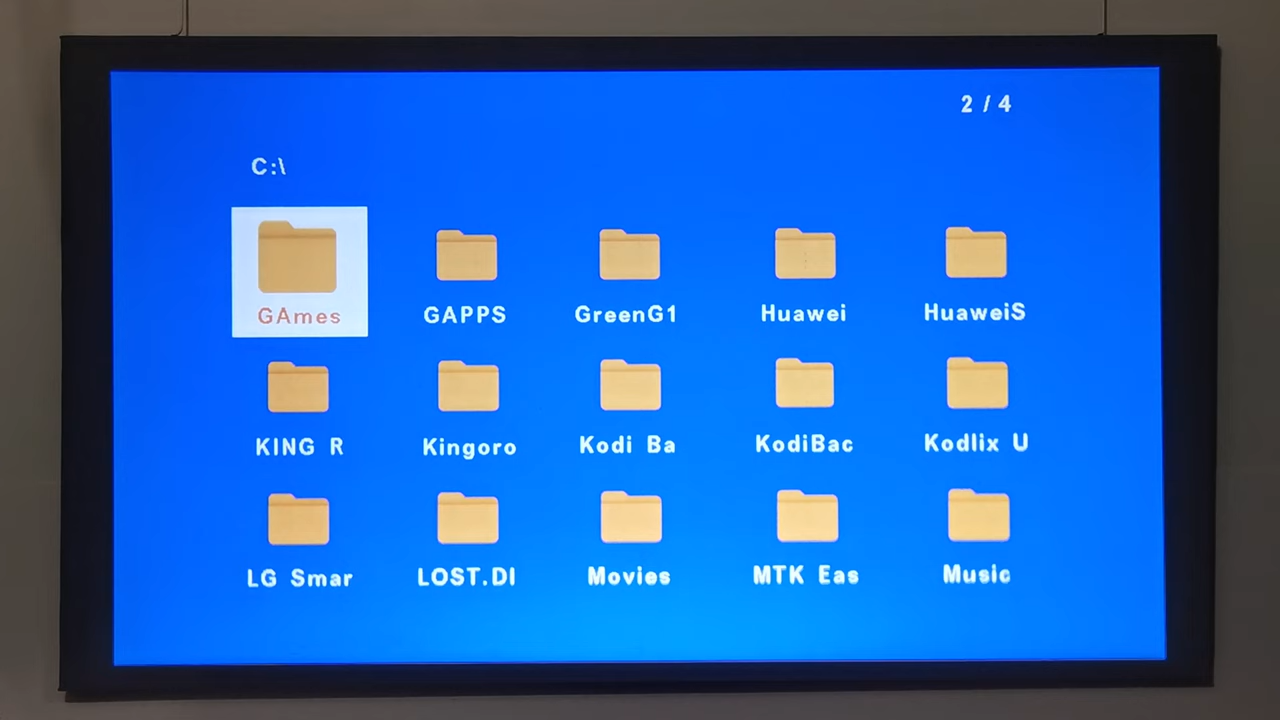 2 / 4
C:\
GAmes GAPPS GreenG1 Huawei HuaweiS
KING R Kingoro Kodi Ba KodiBac Kodlix U
LG Smar LOST.DI Movies MTK Eas Music